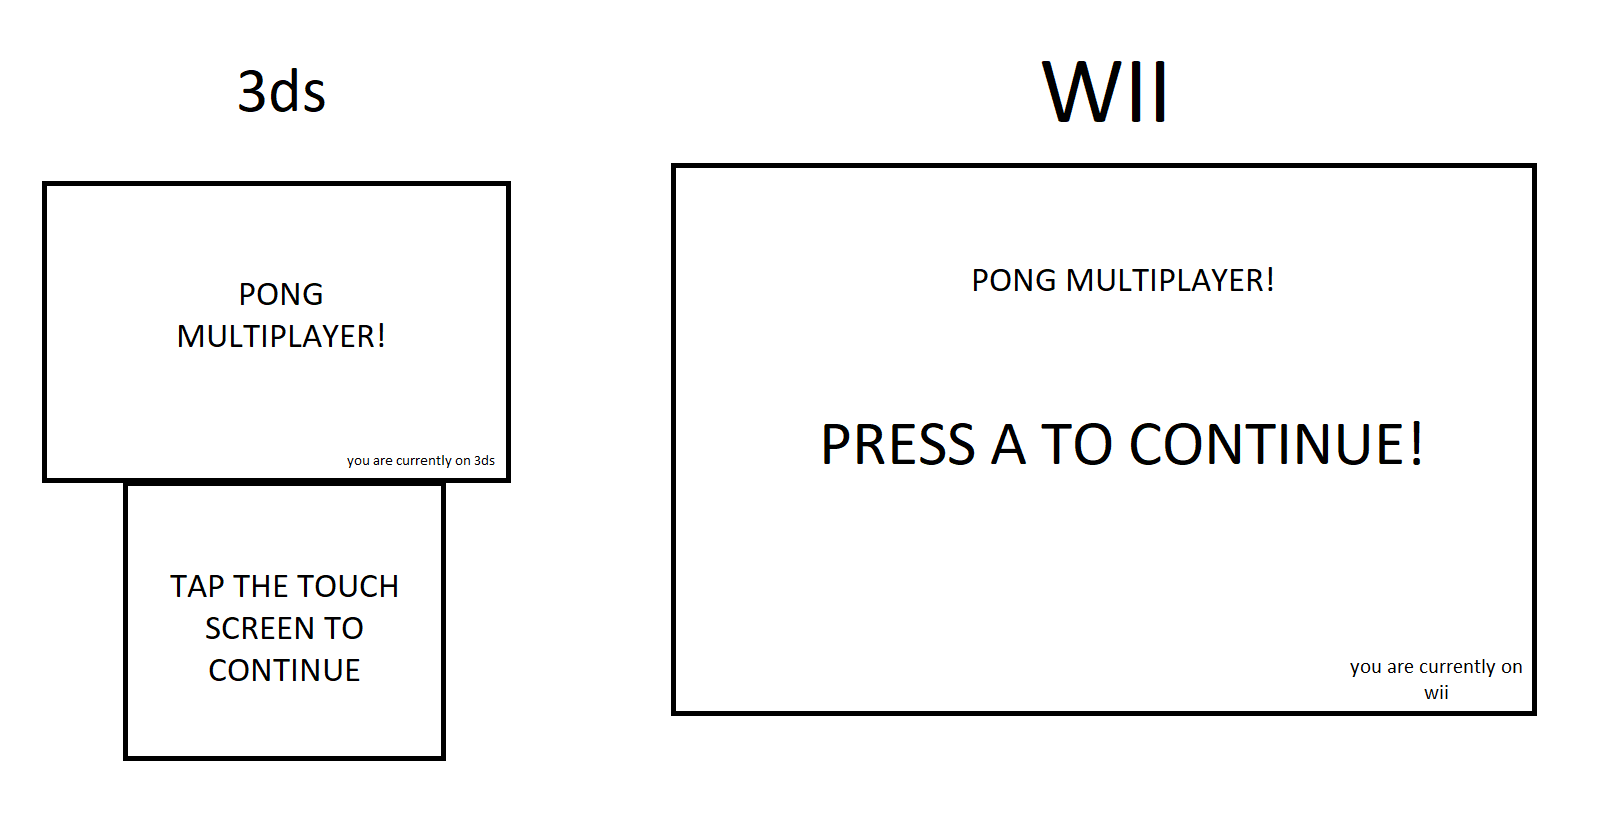 3ds
PONG
MULTIPLAYER!
you are currently on 3ds
TAP THE TOUCH
SCREEN TO
CONTINUE
WII
PONG MULTIPLAYER!
PRESS A TO CONTINUE!
you are currently on
wii